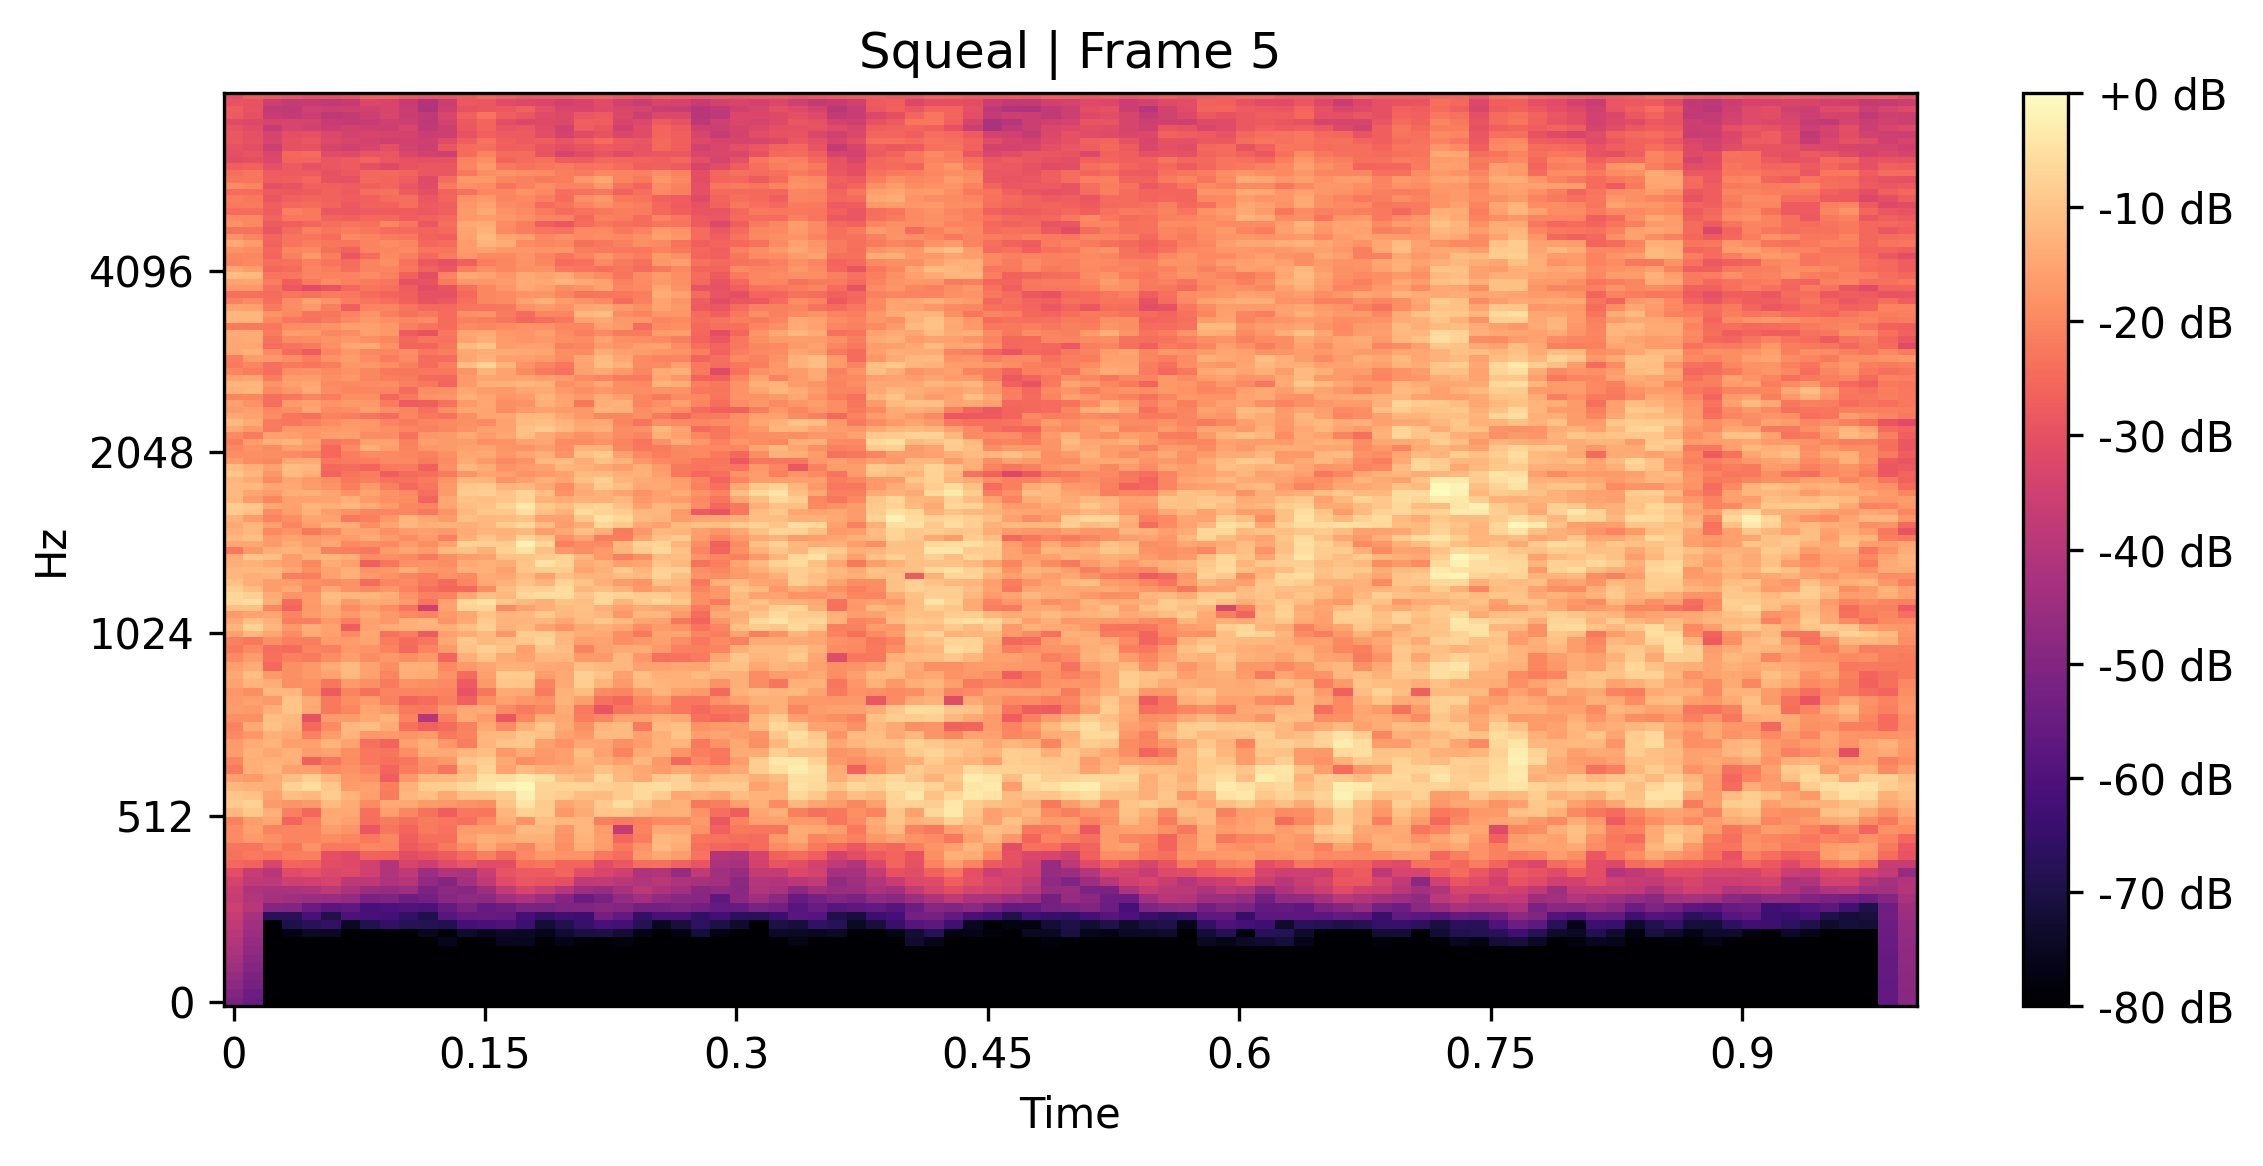 Squeal | Frame 5
+0 dB
-10 dB
-20 dB
-30 dB
-40 dB
-50 dB
-60 dB
-70 dB
-80 dB
Hz
4096
2048
1024
512
0
0 0.15 0.3 0.45 0.6 0.75 0.9
Time